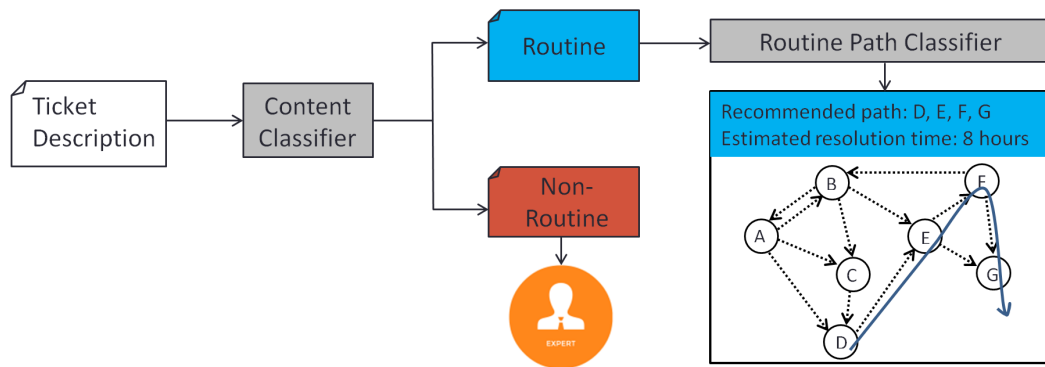 Ticket
Description
Content
Classifier
Routine
Non-
Routine
EXPERT
Routine Path Classifier
Recommended path: D, E, F, G
Estimated resolution time: 8 hours
B
F
A
E
C
G
D